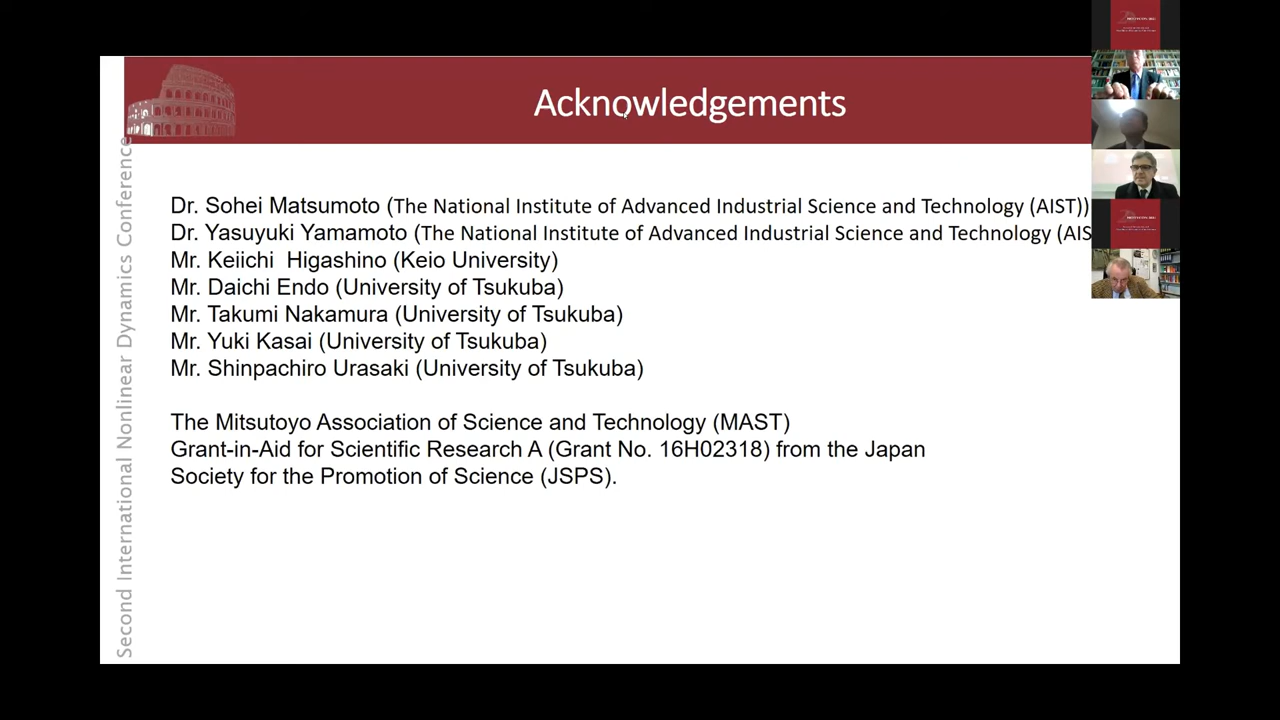 Acknowledgements
Second International Nonlinear Dynamics Conference
Dr. Sohei Matsumoto (The National Institute of Advanced Industrial Science and Technology (AIST))
Dr. Yasuyuki Yamamoto (The National Institute of Advanced Industrial Science and Technology (AIS
Mr. Keiichi  Higashino (Keio University)
Mr. Daichi Endo (University of Tsukuba)
Mr. Takumi Nakamura (University of Tsukuba)
Mr. Yuki Kasai (University of Tsukuba)
Mr. Shinpachiro Urasaki (University of Tsukuba)
The Mitsutoyo Association of Science and Technology (MAST)
Grant-in-Aid for Scientific Research A (Grant No. 16H02318) from the Japan
Society for the Promotion of Science (JSPS).